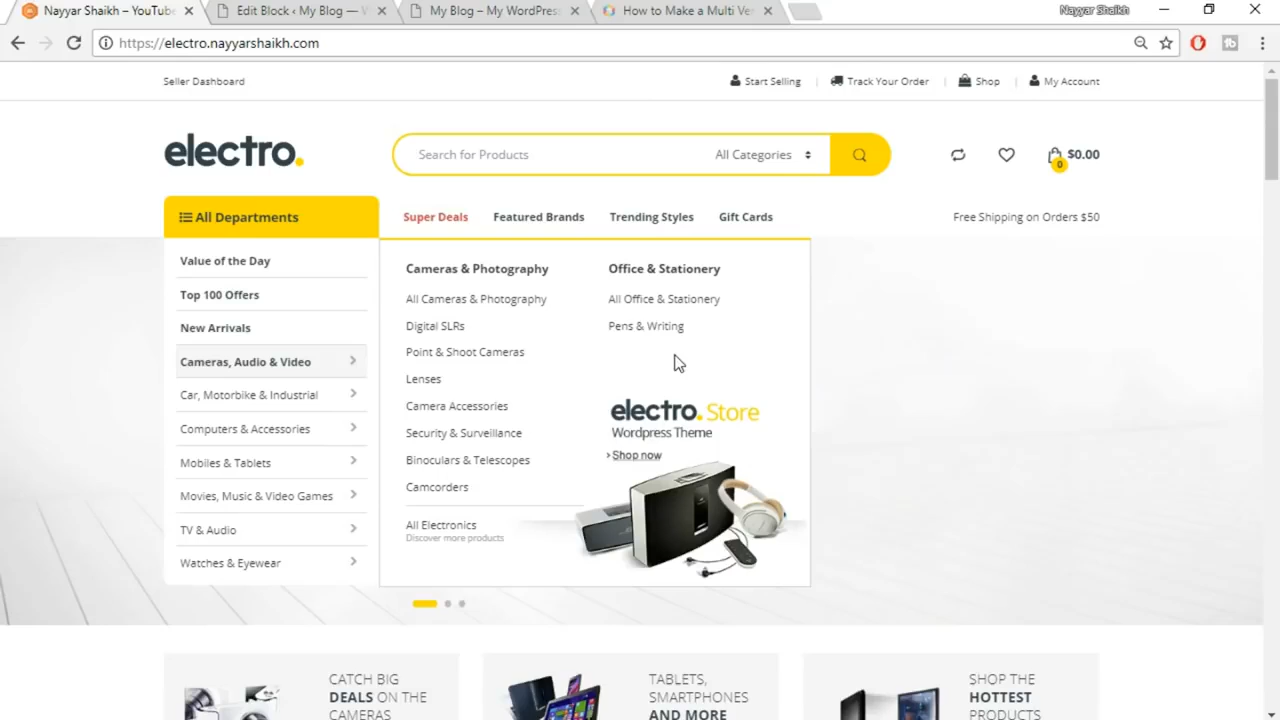 Nayyar Shaikh – YouTube
Edit Block ‹ My Blog —
My Blog – My WordPress
How to Make a Multi
Nayyar Shaikh
https://electro.nayyarshaikh.com
Seller Dashboard
Start Selling
Track Your Order
Shop
My Account
electro.
Search for Products
All Categories
0
$0.00
All Departments
Super Deals
Featured Brands
Trending Styles
Gift Cards
Free Shipping on Orders $50
Value of the Day
Top 100 Offers
New Arrivals
Cameras, Audio & Video
Car, Motorbike & Industrial
Computers & Accessories
Mobiles & Tablets
Movies, Music & Video Games
TV & Audio
Watches & Eyewear
Cameras & Photography
All Cameras & Photography
Digital SLRs
Point & Shoot Cameras
Lenses
Camera Accessories
Security & Surveillance
Binoculars & Telescopes
Camcorders
All Electronics
Discover more products
Office & Stationery
All Office & Stationery
Pens & Writing
electro. Store
Wordpress Theme
Shop now
CATCH BIG
DEALS ON THE
CAMERAS
TABLETS,
SMARTPHONES
AND MORE
SHOP THE
HOTTEST
PRODUCTS